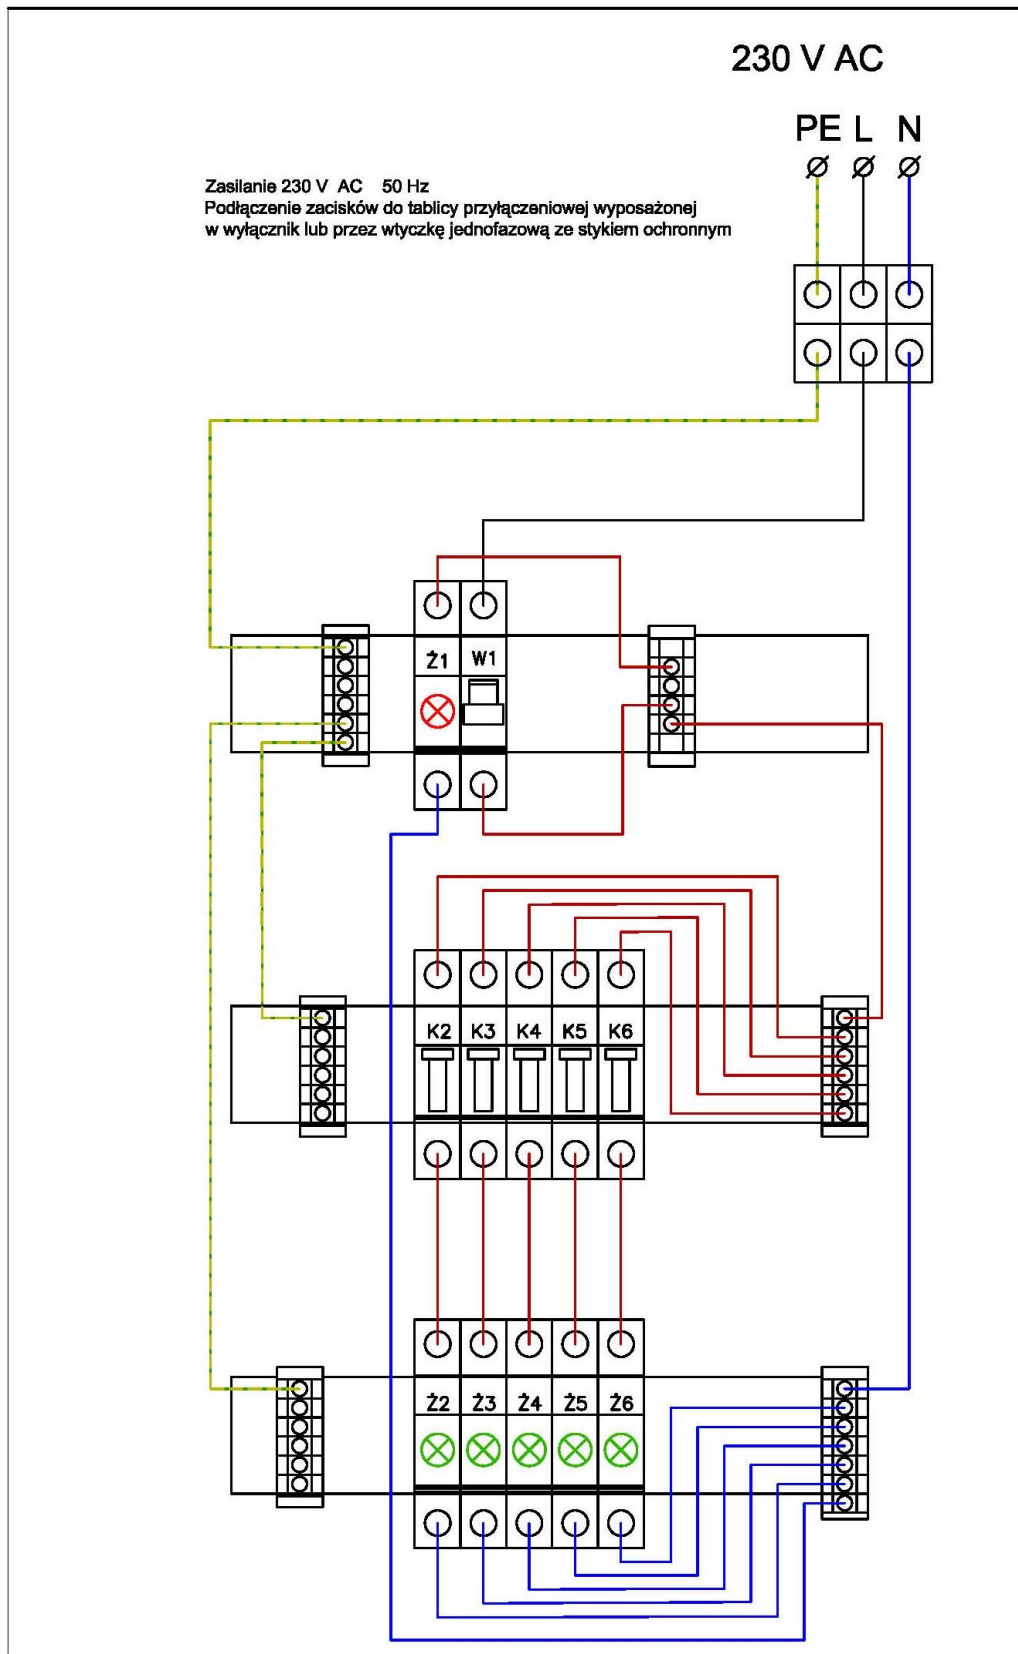 230 V AC
PE L N
Zasilanie 230 V AC 50 Hz
Podłączenie zacisków do tablicy przyłączeniowej wyposażonej
w wyłącznik lub przez wtyczkę jednofazową ze stykiem ochronnym
Ż1 W1
K2 K3 K4 K5 K6
Ż2 Ż3 Ż4 Ż5 Ż6